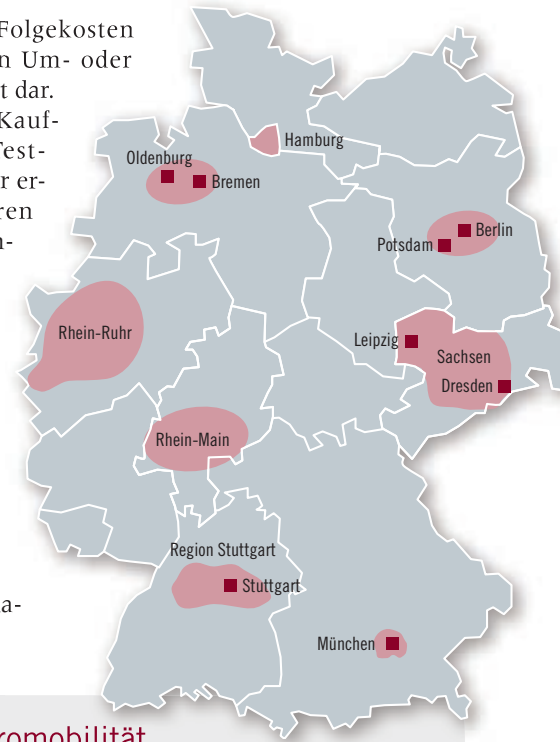 Folgekosten
n Um- oder
t dar.
Kauf-
Test-
r er-
ren
n-
Hamburg
Oldenburg
Bremen
Berlin
Potsdam
Rhein-Ruhr
Leipzig
Sachsen
Dresden
Rhein-Main
Region Stuttgart
Stuttgart
a-
München
romobilität